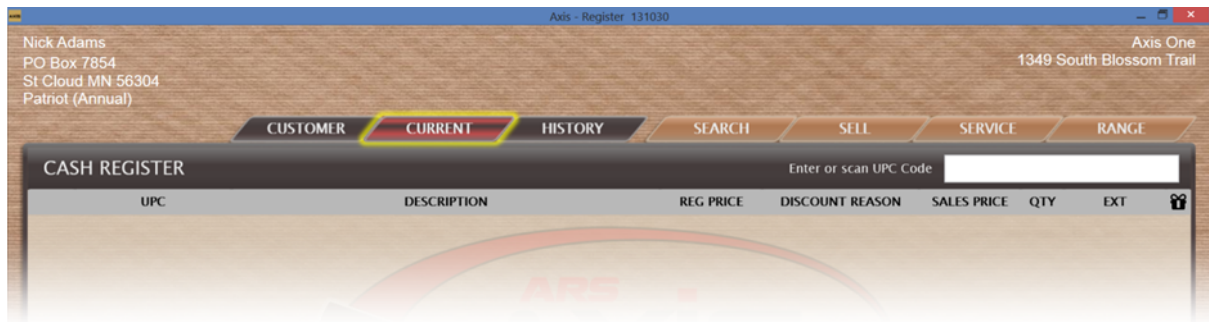 Axis - Register 131030
Nick Adams
PO Box 7854
St Cloud MN 56304
Patriot (Annual)
Axis One
1349 South Blossom Trail
CUSTOMER CURRENT HISTORY SEARCH SELL SERVICE RANGE
CASH REGISTER Enter or scan UPC Code
UPC DESCRIPTION REG PRICE DISCOUNT REASON SALES PRICE QTY EXT
ARS